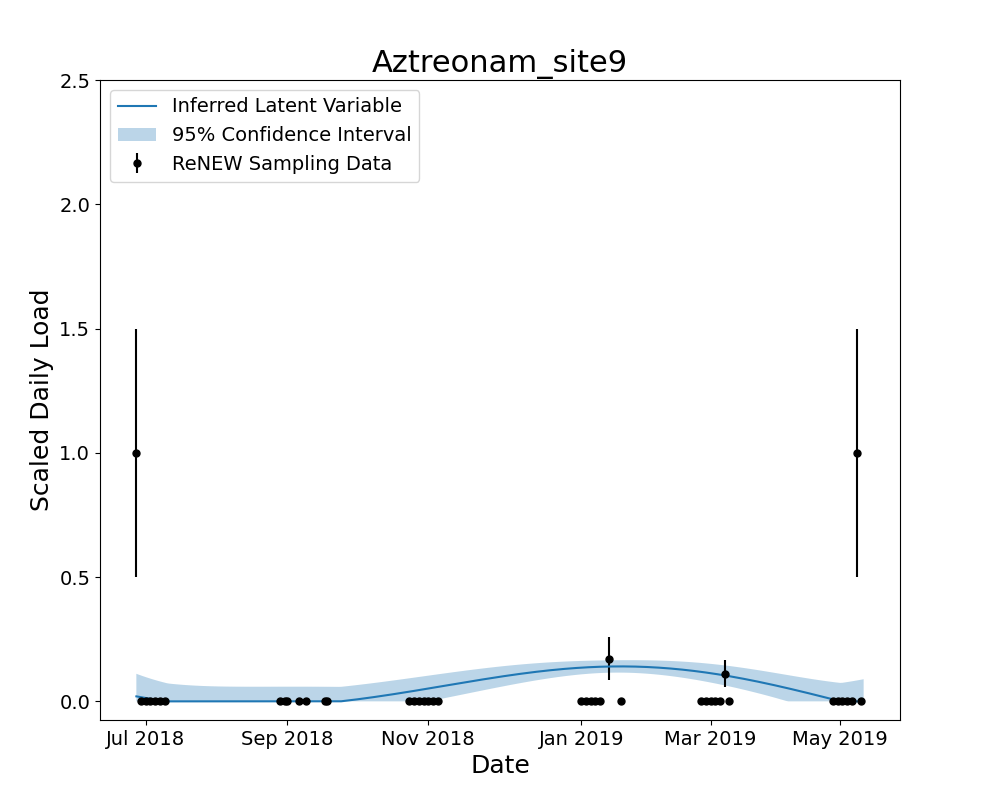 Aztreonam_site9
2.5
Inferred Latent Variable
95% Confidence Interval
ReNEW Sampling Data
2.0
1.5
1.0
0.5
0.0
Scaled Daily Load
Jul 2018 Sep 2018 Nov 2018 Jan 2019 Mar 2019 May 2019
Date